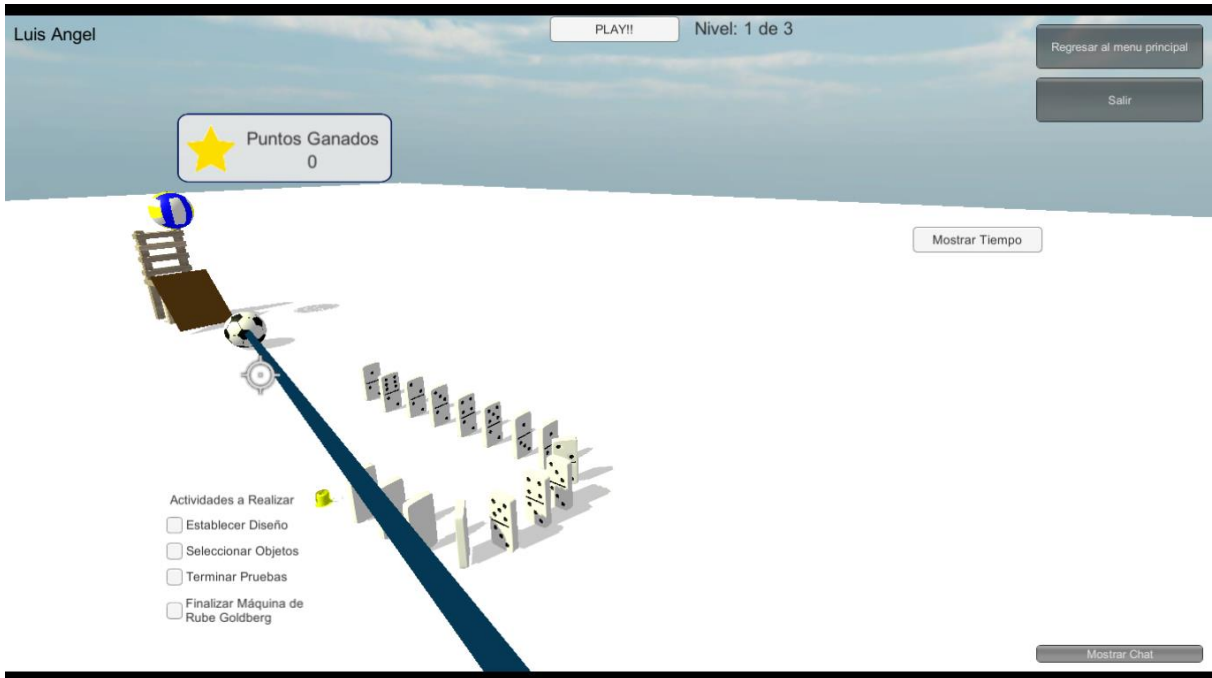 Luis Angel
PLAY!!
Nivel: 1 de 3
Regresar al menu principal
Salir
Puntos Ganados
0
Mostrar Tiempo
Actividades a Realizar
Establecer Diseño
Seleccionar Objetos
Terminar Pruebas
Finalizar Máquina de
Rube Goldberg
Mostrar Chat